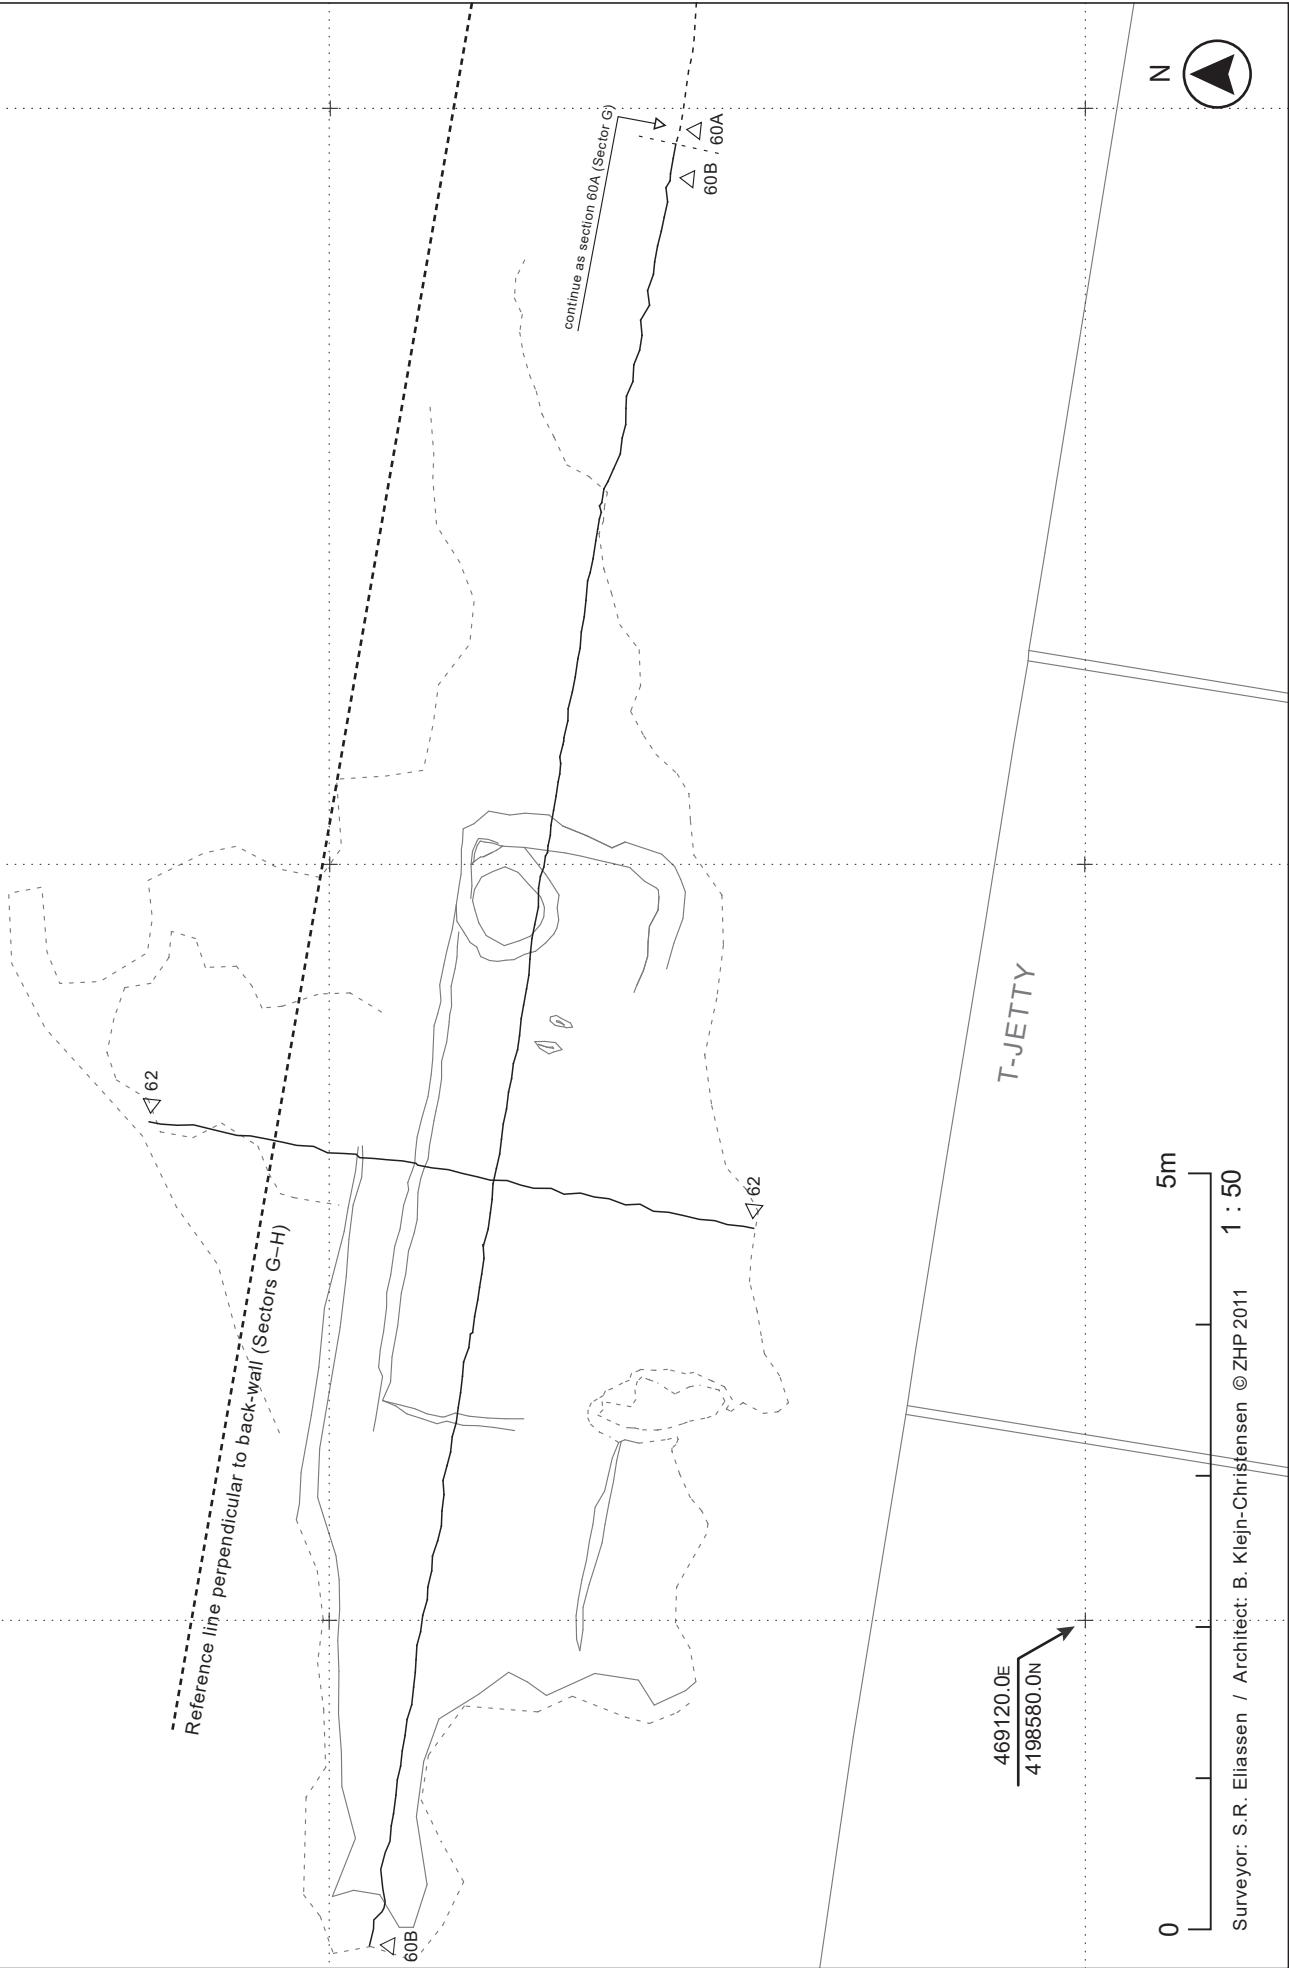 N
continue as section 60A (Sector G)
60A
60B
62
Reference line perpendicular to back-wall (Sectors G–H)
62
60B
T-JETTY
469120.0E
4198580.0N
0
5m
1 : 50
Surveyor: S.R. Eliassen / Architect: B. Klejn-Christensen © ZHP 2011